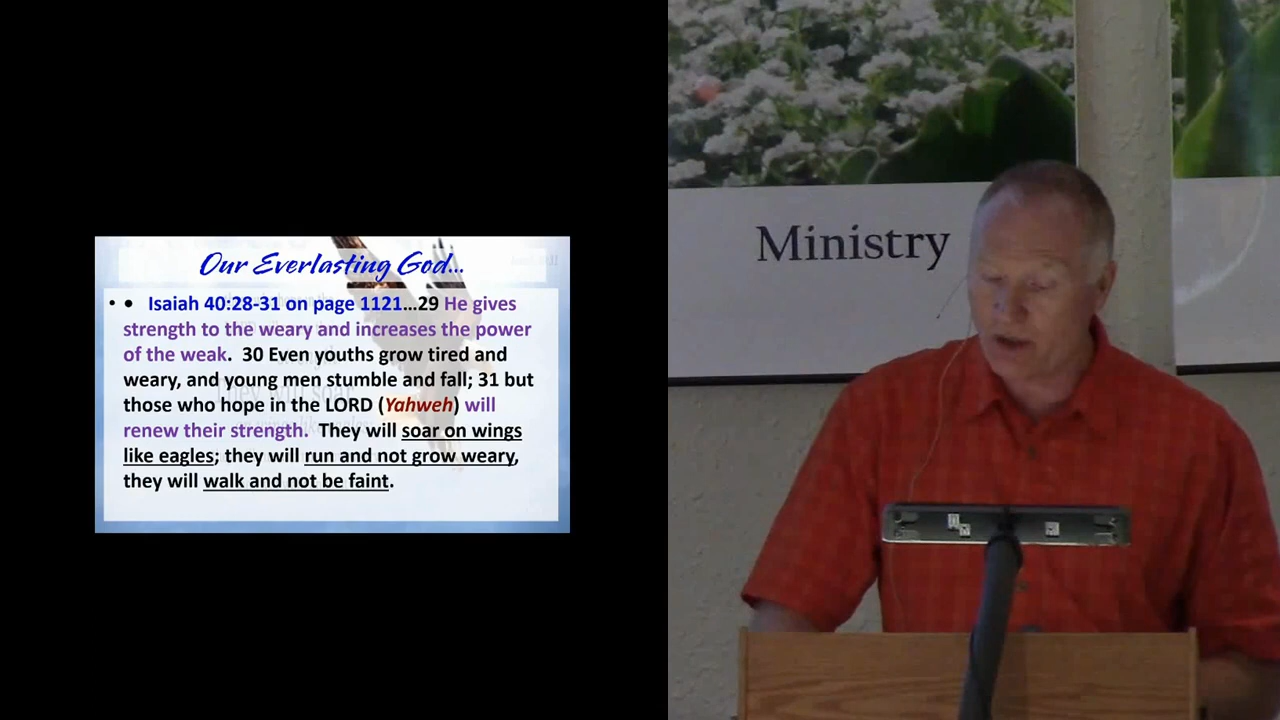 Our Everlasting God...
• • Isaiah 40:28-31 on page 1121...29 He gives
strength to the weary and increases the power
of the weak. 30 Even youths grow tired and
weary, and young men stumble and fall; 31 but
those who hope in the LORD (Yahweh) will
renew their strength. They will soar on wings
like eagles; they will run and not grow weary,
they will walk and not be faint.
Ministry